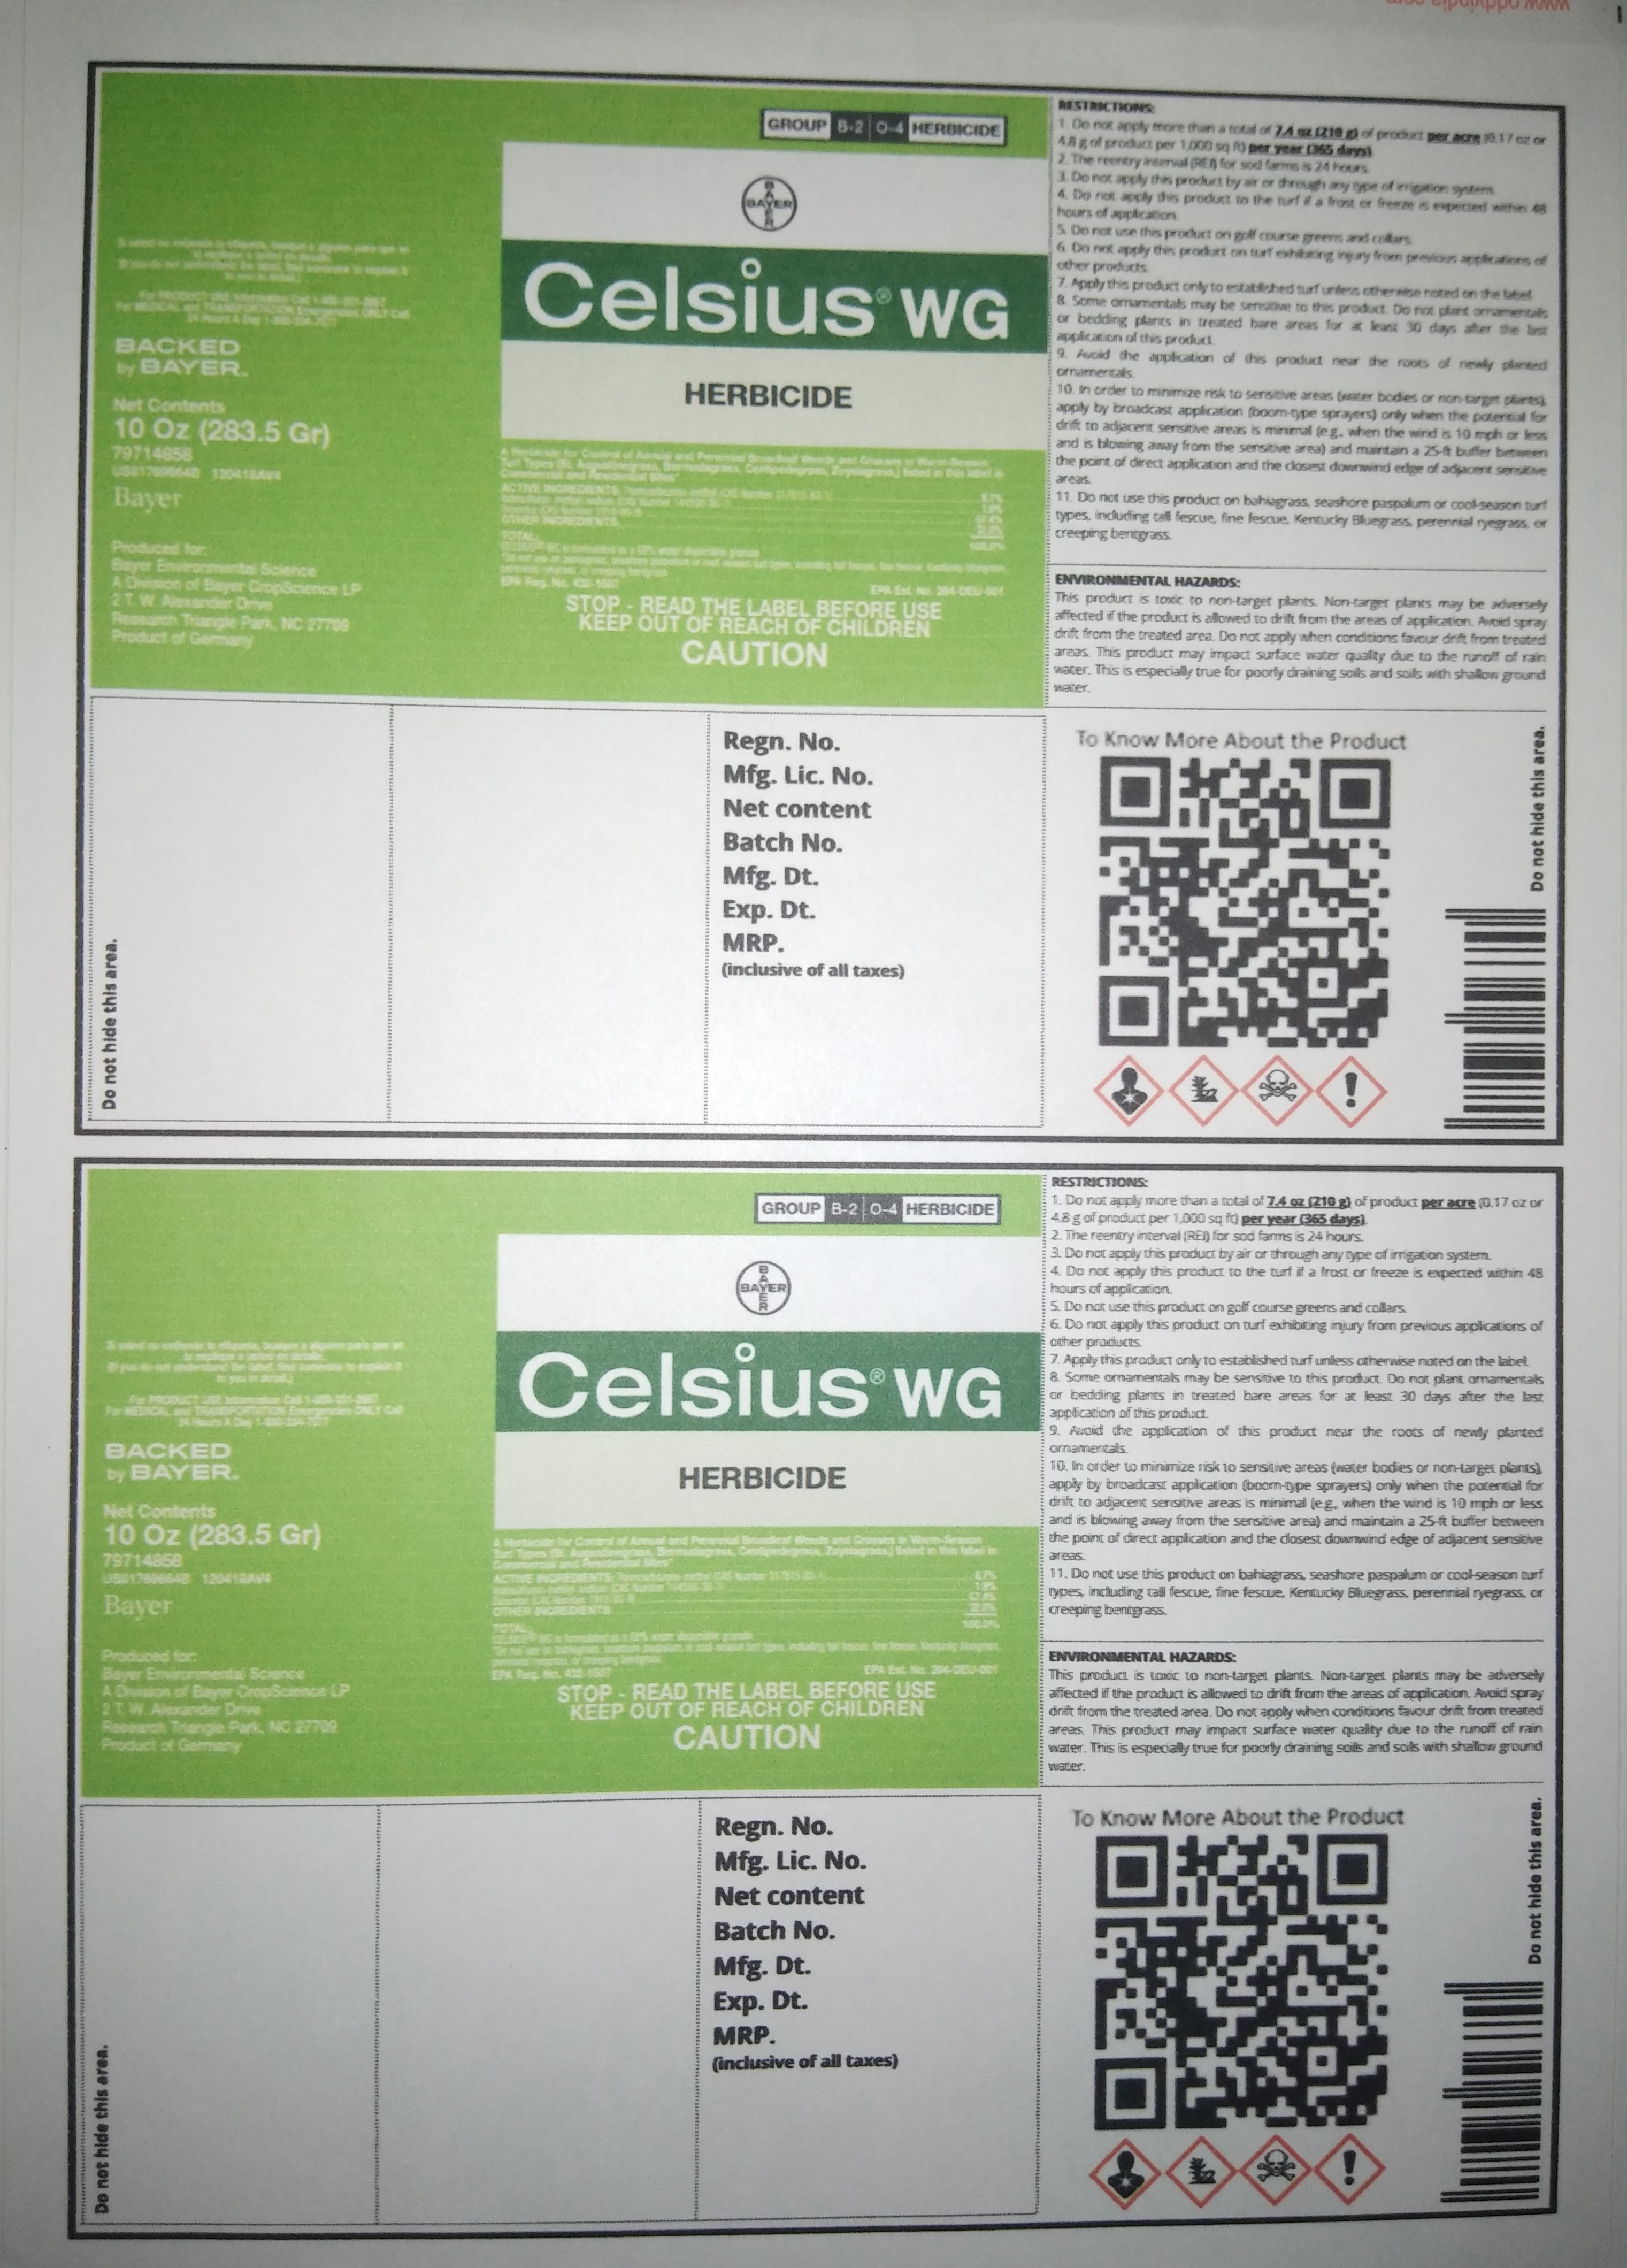 www.oddyindia.com
GROUP B-2 O-4 HERBICIDE
BAYER
BAYER
Celsius® WG
HERBICIDE
BACKED
by BAYER.
Net Contents
10 Oz (283.5 Gr)
79714858
Bayer
Produced for:
Bayer Environmental Science
A Division of Bayer CropScience LP
2 T. W. Alexander Drive
Research Triangle Park, NC 27709
Product of Germany
ACTIVE INGREDIENTS:
OTHER INGREDIENTS
TOTAL:
EPA Reg. No. 432-1507 EPA Est. No. 264-DEU-001
STOP - READ THE LABEL BEFORE USE
KEEP OUT OF REACH OF CHILDREN
CAUTION
RESTRICTIONS:
1. Do not apply more than a total of 7.4 oz (210 g) of product per acre (0.17 oz or
4.8 g of product per 1,000 sq ft) per year (365 days).
2. The reentry interval (REI) for sod farms is 24 hours.
3. Do not apply this product by air or through any type of irrigation system.
4. Do not apply this product to the turf if a frost or freeze is expected within 48
hours of application.
5. Do not use this product on golf course greens and collars.
6. Do not apply this product on turf exhibiting injury from previous applications of
other products.
7. Apply this product only to established turf unless otherwise noted on the label.
8. Some ornamentals may be sensitive to this product. Do not plant ornamentals
or bedding plants in treated bare areas for at least 30 days after the last
application of this product.
9. Avoid the application of this product near the roots of newly planted
ornamentals.
10. In order to minimize risk to sensitive areas (water bodies or non-target plants),
apply by broadcast application (boom-type sprayers) only when the potential for
drift to adjacent sensitive areas is minimal (e.g., when the wind is 10 mph or less
and is blowing away from the sensitive area) and maintain a 25-ft buffer between
the point of direct application and the closest downwind edge of adjacent sensitive
areas.
11. Do not use this product on bahiagrass, seashore paspalum or cool-season turf
types, including tall fescue, fine fescue, Kentucky Bluegrass, perennial ryegrass, or
creeping bentgrass.
ENVIRONMENTAL HAZARDS:
This product is toxic to non-target plants. Non-target plants may be adversely
affected if the product is allowed to drift from the areas of application. Avoid spray
drift from the treated area. Do not apply when conditions favour drift from treated
areas. This product may impact surface water quality due to the runoff of rain
water. This is especially true for poorly draining soils and soils with shallow ground
water.
Do not hide this area.
Regn. No.
Mfg. Lic. No.
Net content
Batch No.
Mfg. Dt.
Exp. Dt.
MRP.
(inclusive of all taxes)
To Know More About the Product
Do not hide this area.
GROUP B-2 O-4 HERBICIDE
BAYER
BAYER
Celsius® WG
HERBICIDE
BACKED
by BAYER.
Net Contents
10 Oz (283.5 Gr)
79714858
Bayer
Produced for:
Bayer Environmental Science
A Division of Bayer CropScience LP
2 T. W. Alexander Drive
Research Triangle Park, NC 27709
Product of Germany
ACTIVE INGREDIENTS:
OTHER INGREDIENTS
TOTAL:
EPA Reg. No. 432-1507 EPA Est. No. 264-DEU-001
STOP - READ THE LABEL BEFORE USE
KEEP OUT OF REACH OF CHILDREN
CAUTION
RESTRICTIONS:
1. Do not apply more than a total of 7.4 oz (210 g) of product per acre (0.17 oz or
4.8 g of product per 1,000 sq ft) per year (365 days).
2. The reentry interval (REI) for sod farms is 24 hours.
3. Do not apply this product by air or through any type of irrigation system.
4. Do not apply this product to the turf if a frost or freeze is expected within 48
hours of application.
5. Do not use this product on golf course greens and collars.
6. Do not apply this product on turf exhibiting injury from previous applications of
other products.
7. Apply this product only to established turf unless otherwise noted on the label.
8. Some ornamentals may be sensitive to this product. Do not plant ornamentals
or bedding plants in treated bare areas for at least 30 days after the last
application of this product.
9. Avoid the application of this product near the roots of newly planted
ornamentals.
10. In order to minimize risk to sensitive areas (water bodies or non-target plants),
apply by broadcast application (boom-type sprayers) only when the potential for
drift to adjacent sensitive areas is minimal (e.g., when the wind is 10 mph or less
and is blowing away from the sensitive area) and maintain a 25-ft buffer between
the point of direct application and the closest downwind edge of adjacent sensitive
areas.
11. Do not use this product on bahiagrass, seashore paspalum or cool-season turf
types, including tall fescue, fine fescue, Kentucky Bluegrass, perennial ryegrass, or
creeping bentgrass.
ENVIRONMENTAL HAZARDS:
This product is toxic to non-target plants. Non-target plants may be adversely
affected if the product is allowed to drift from the areas of application. Avoid spray
drift from the treated area. Do not apply when conditions favour drift from treated
areas. This product may impact surface water quality due to the runoff of rain
water. This is especially true for poorly draining soils and soils with shallow ground
water.
Do not hide this area.
Regn. No.
Mfg. Lic. No.
Net content
Batch No.
Mfg. Dt.
Exp. Dt.
MRP.
(inclusive of all taxes)
To Know More About the Product
Do not hide this area.